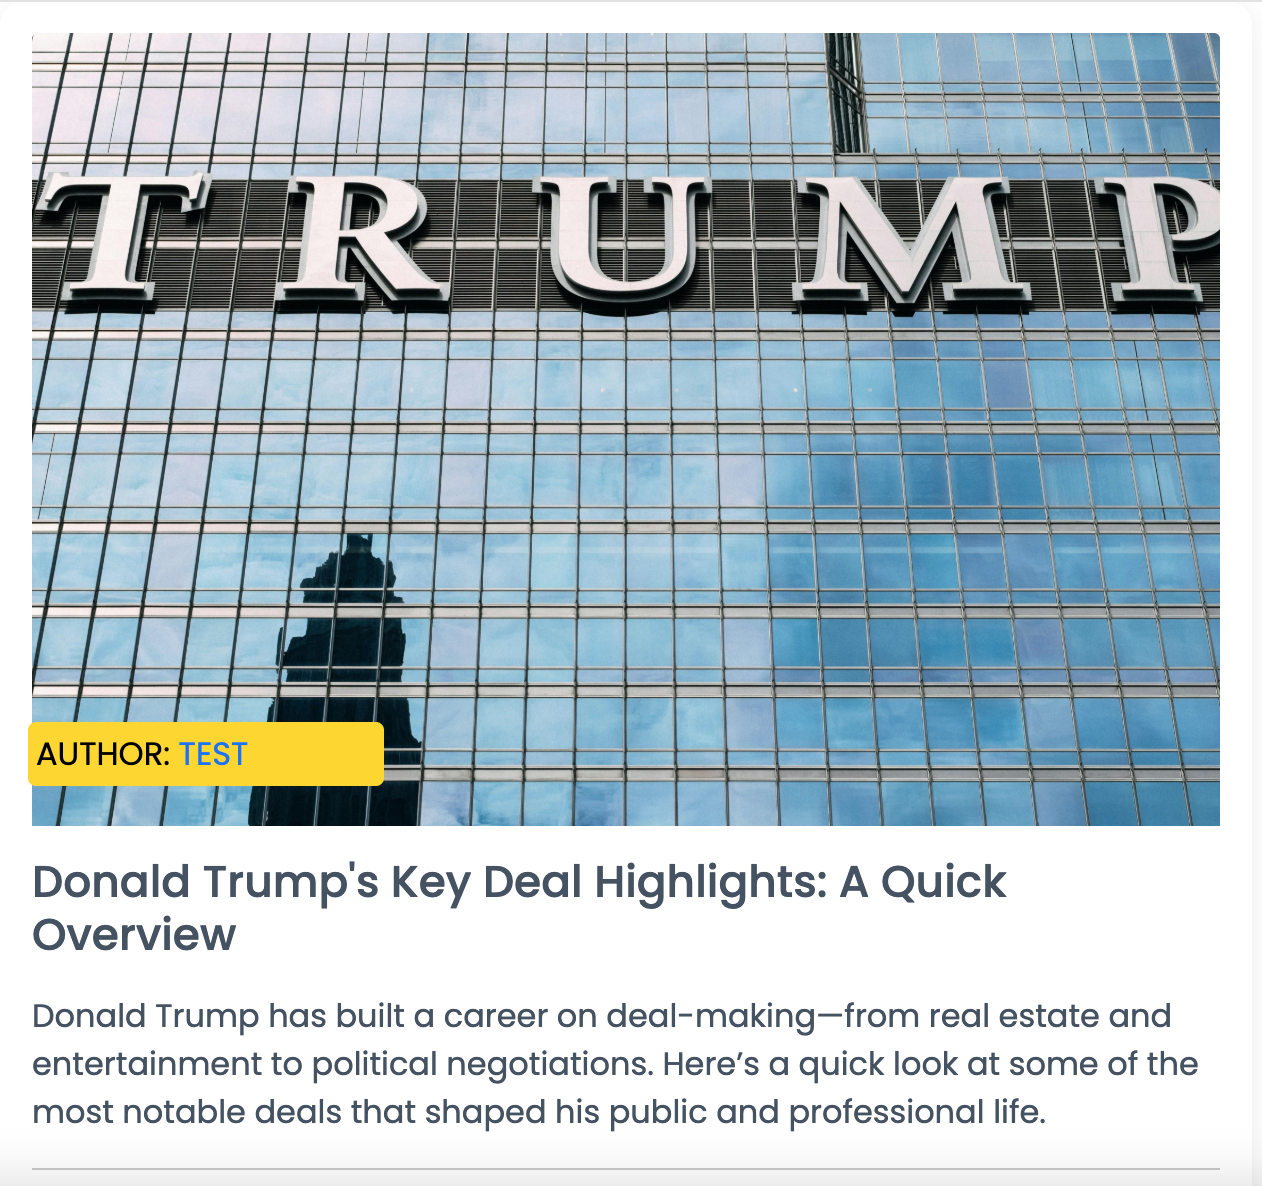 TRUMP
AUTHOR: TEST
Donald Trump's Key Deal Highlights: A Quick
Overview
Donald Trump has built a career on deal-making—from real estate and
entertainment to political negotiations. Here’s a quick look at some of the
most notable deals that shaped his public and professional life.